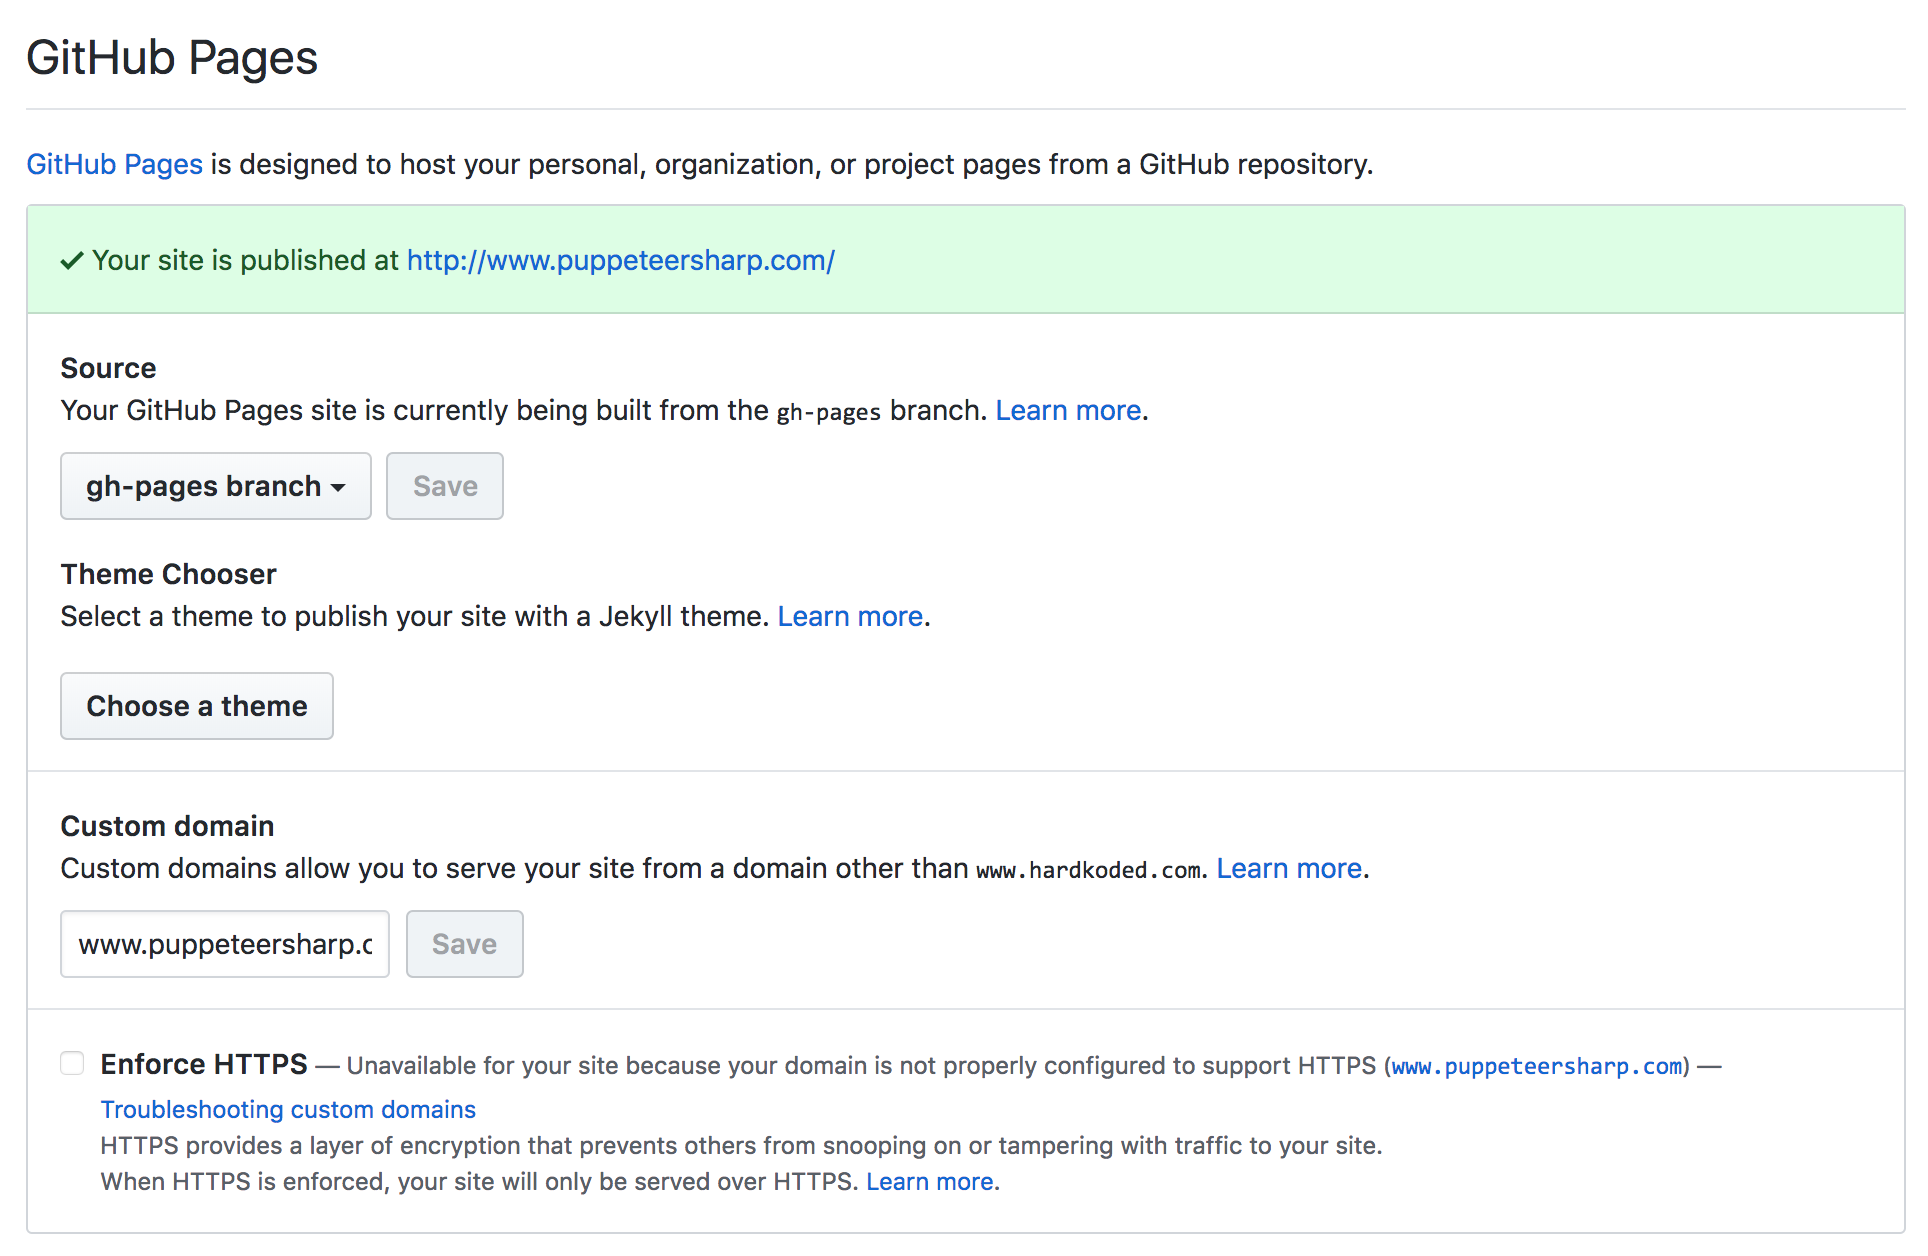 GitHub Pages
GitHub Pages is designed to host your personal, organization, or project pages from a GitHub repository.
✓ Your site is published at http://www.puppeteersharp.com/
Source
Your GitHub Pages site is currently being built from the gh-pages branch. Learn more.
gh-pages branch Save
Theme Chooser
Select a theme to publish your site with a Jekyll theme. Learn more.
Choose a theme
Custom domain
Custom domains allow you to serve your site from a domain other than www.hardkoded.com. Learn more.
www.puppeteersharp.c Save
Enforce HTTPS — Unavailable for your site because your domain is not properly configured to support HTTPS (www.puppeteersharp.com) —
Troubleshooting custom domains
HTTPS provides a layer of encryption that prevents others from snooping on or tampering with traffic to your site.
When HTTPS is enforced, your site will only be served over HTTPS. Learn more.